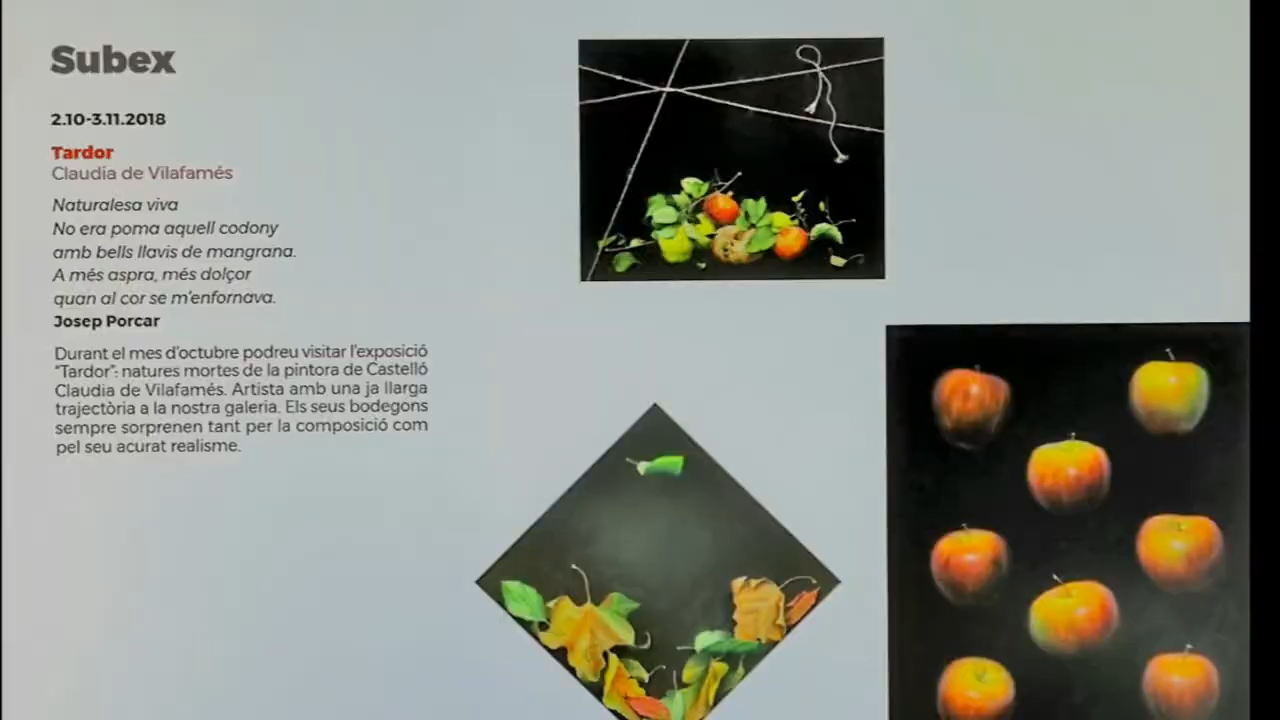 Subex
2.10-3.11.2018
Tardor
Claudia de Vilafamés
Naturalesa viva
No era poma aquell codony
amb bells llavis de mangrana.
A més aspra, més dolçor
quan al cor se m'enfornava.
Josep Porcar
Durant el mes d'octubre podreu visitar l'exposició
"Tardor": natures mortes de la pintora de Castelló
Claudia de Vilafamés. Artista amb una ja llarga
trajectòria a la nostra galeria. Els seus bodegons
sempre sorprenen tant per la composició com
pel seu acurat realisme.